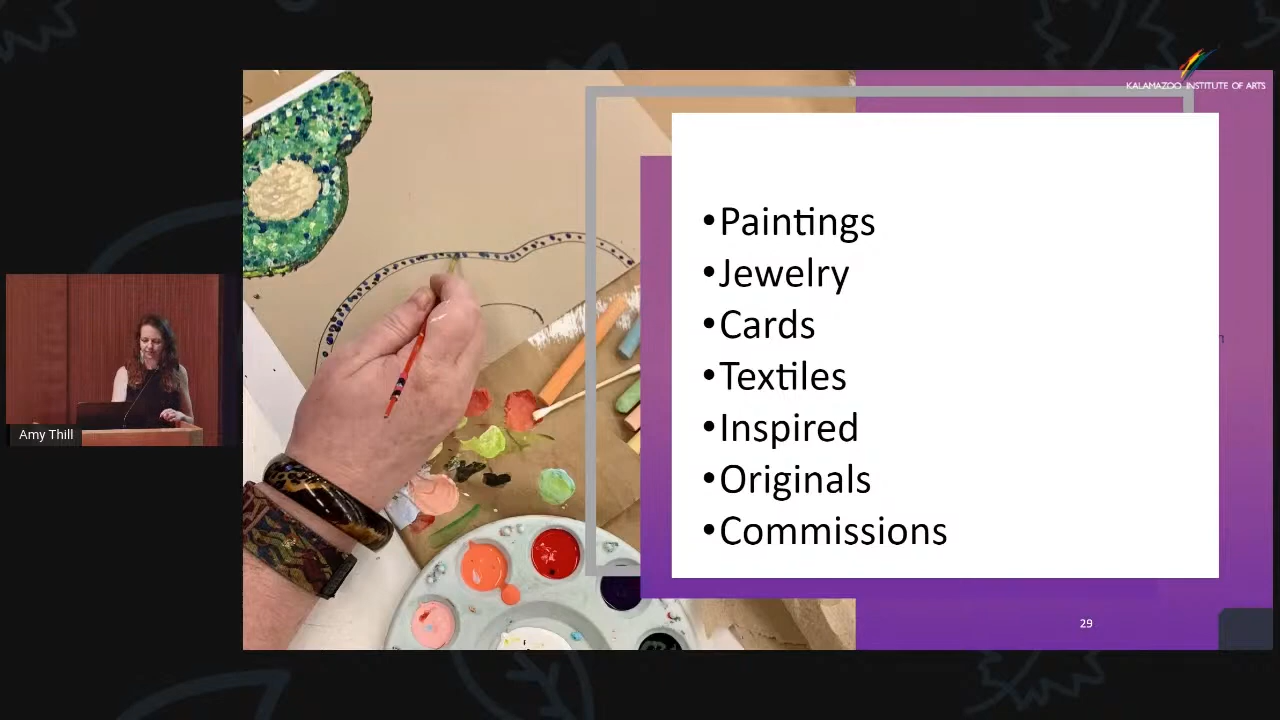 KALAMAZOO INSTITUTE OF ARTS
•Paintings
•Jewelry
•Cards
•Textiles
•Inspired
•Originals
•Commissions
Amy Thill
29